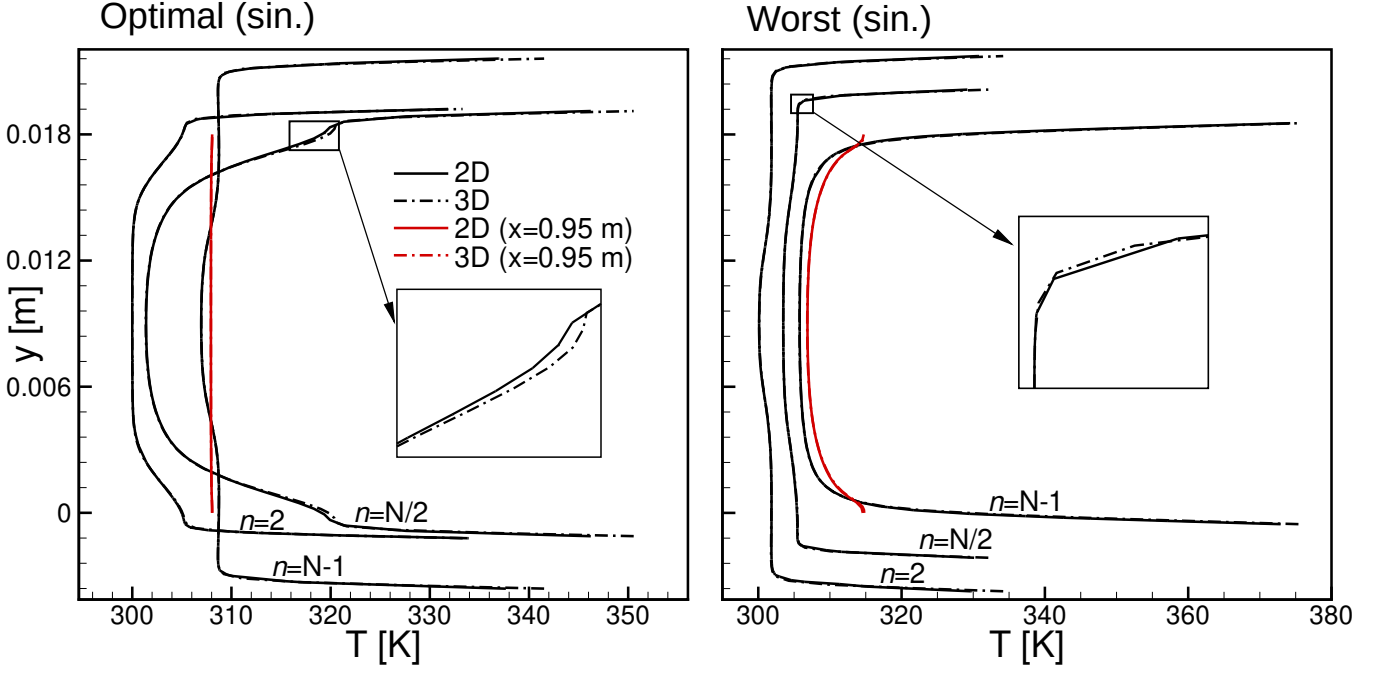 Optimal (sin.)
Worst (sin.)
y [m]
0.018
0.012
0.006
0
2D
3D
2D (x=0.95 m)
3D (x=0.95 m)
n=2
n=N/2
n=N-1
300
310
320
330
340
350
T [K]
n=N-1
n=N/2
n=2
300
320
340
360
380
T [K]